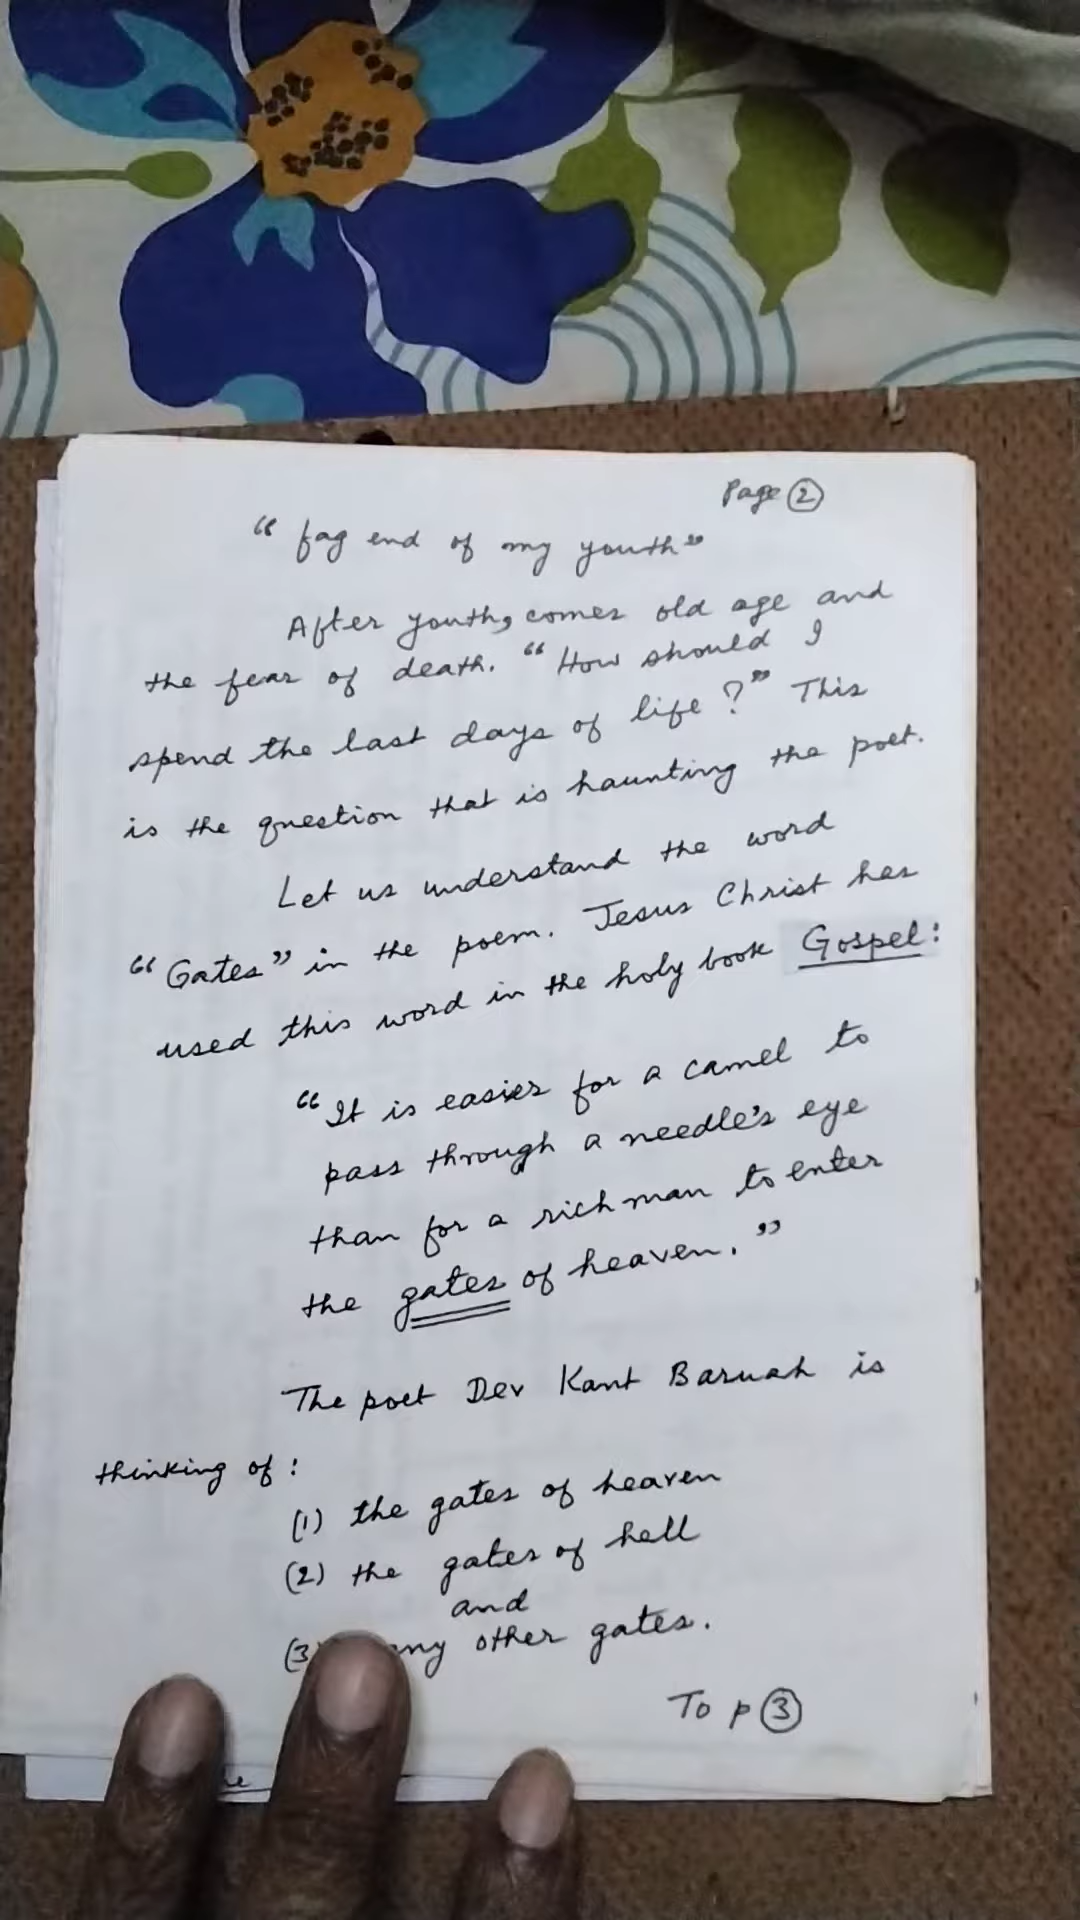 Page ②
“fag end of my youth”
After youth, comes old age and
the fear of death. “How should I
spend the last days of life?” This
is the question that is haunting the poet.
Let us understand the word
“Gates” in the poem. Jesus Christ has
used this word in the holy book Gospel:
“It is easier for a camel to
pass through a needle's eye
than for a rich man to enter
the gates of heaven.”
The poet Dev Kant Baruah is
thinking of:
(1) the gates of heaven
(2) the gates of hell
and
(3) other gates.
To p ③